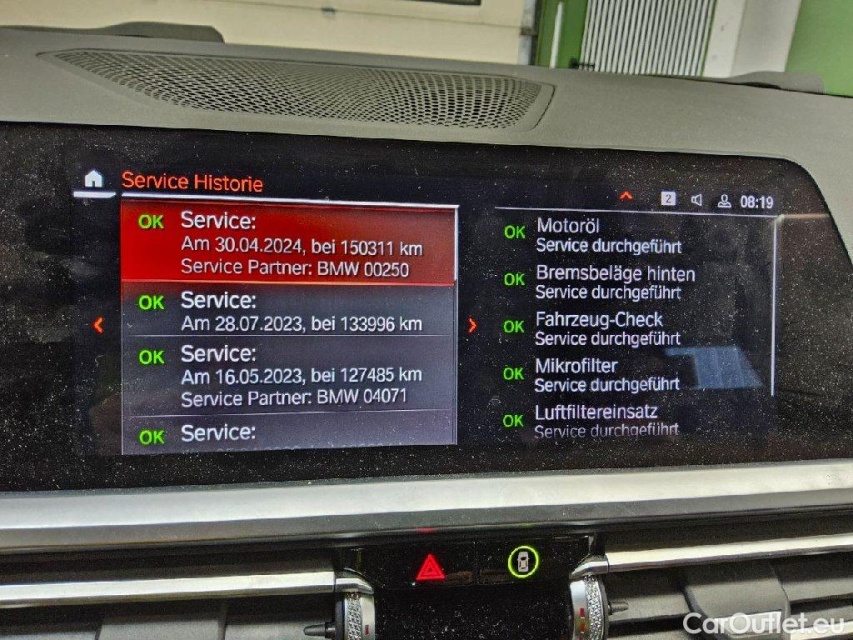 Service Historie
2
08:19
OK Service:
Am 30.04.2024, bei 150311 km
Service Partner: BMW 00250
OK Service:
Am 28.07.2023, bei 133996 km
OK Service:
Am 16.05.2023, bei 127485 km
Service Partner: BMW 04071
OK Service:
OK Motoröl
Service durchgeführt
OK Bremsbeläge hinten
Service durchgeführt
OK Fahrzeug-Check
Service durchgeführt
OK Mikrofilter
Service durchgeführt
OK Luftfiltereinsatz
Service durchgeführt
CarOutlet.eu